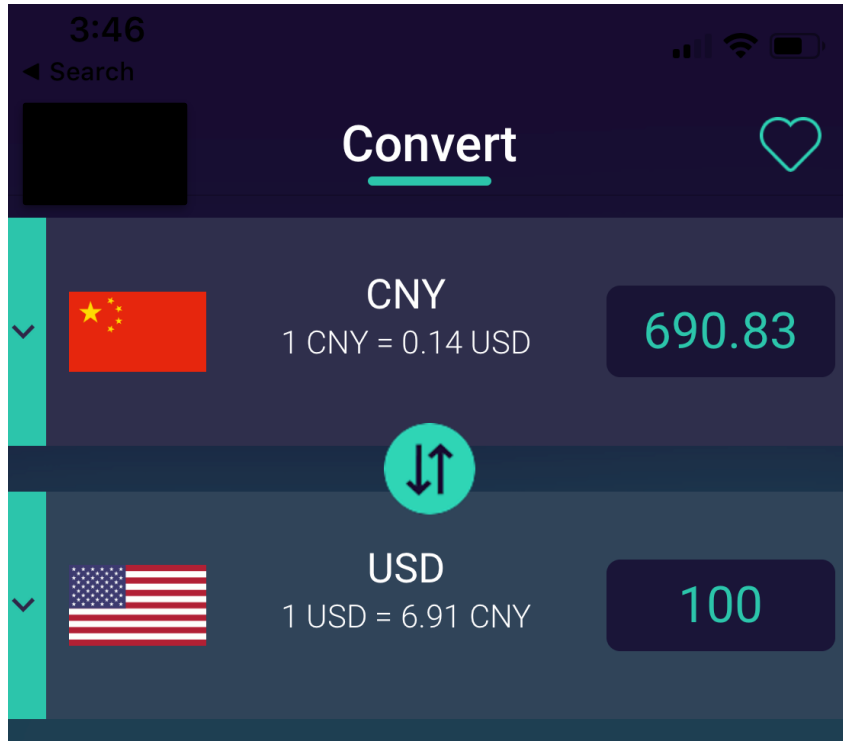 3:46
◀ Search
Convert
CNY
1 CNY = 0.14 USD
690.83
USD
1 USD = 6.91 CNY
100